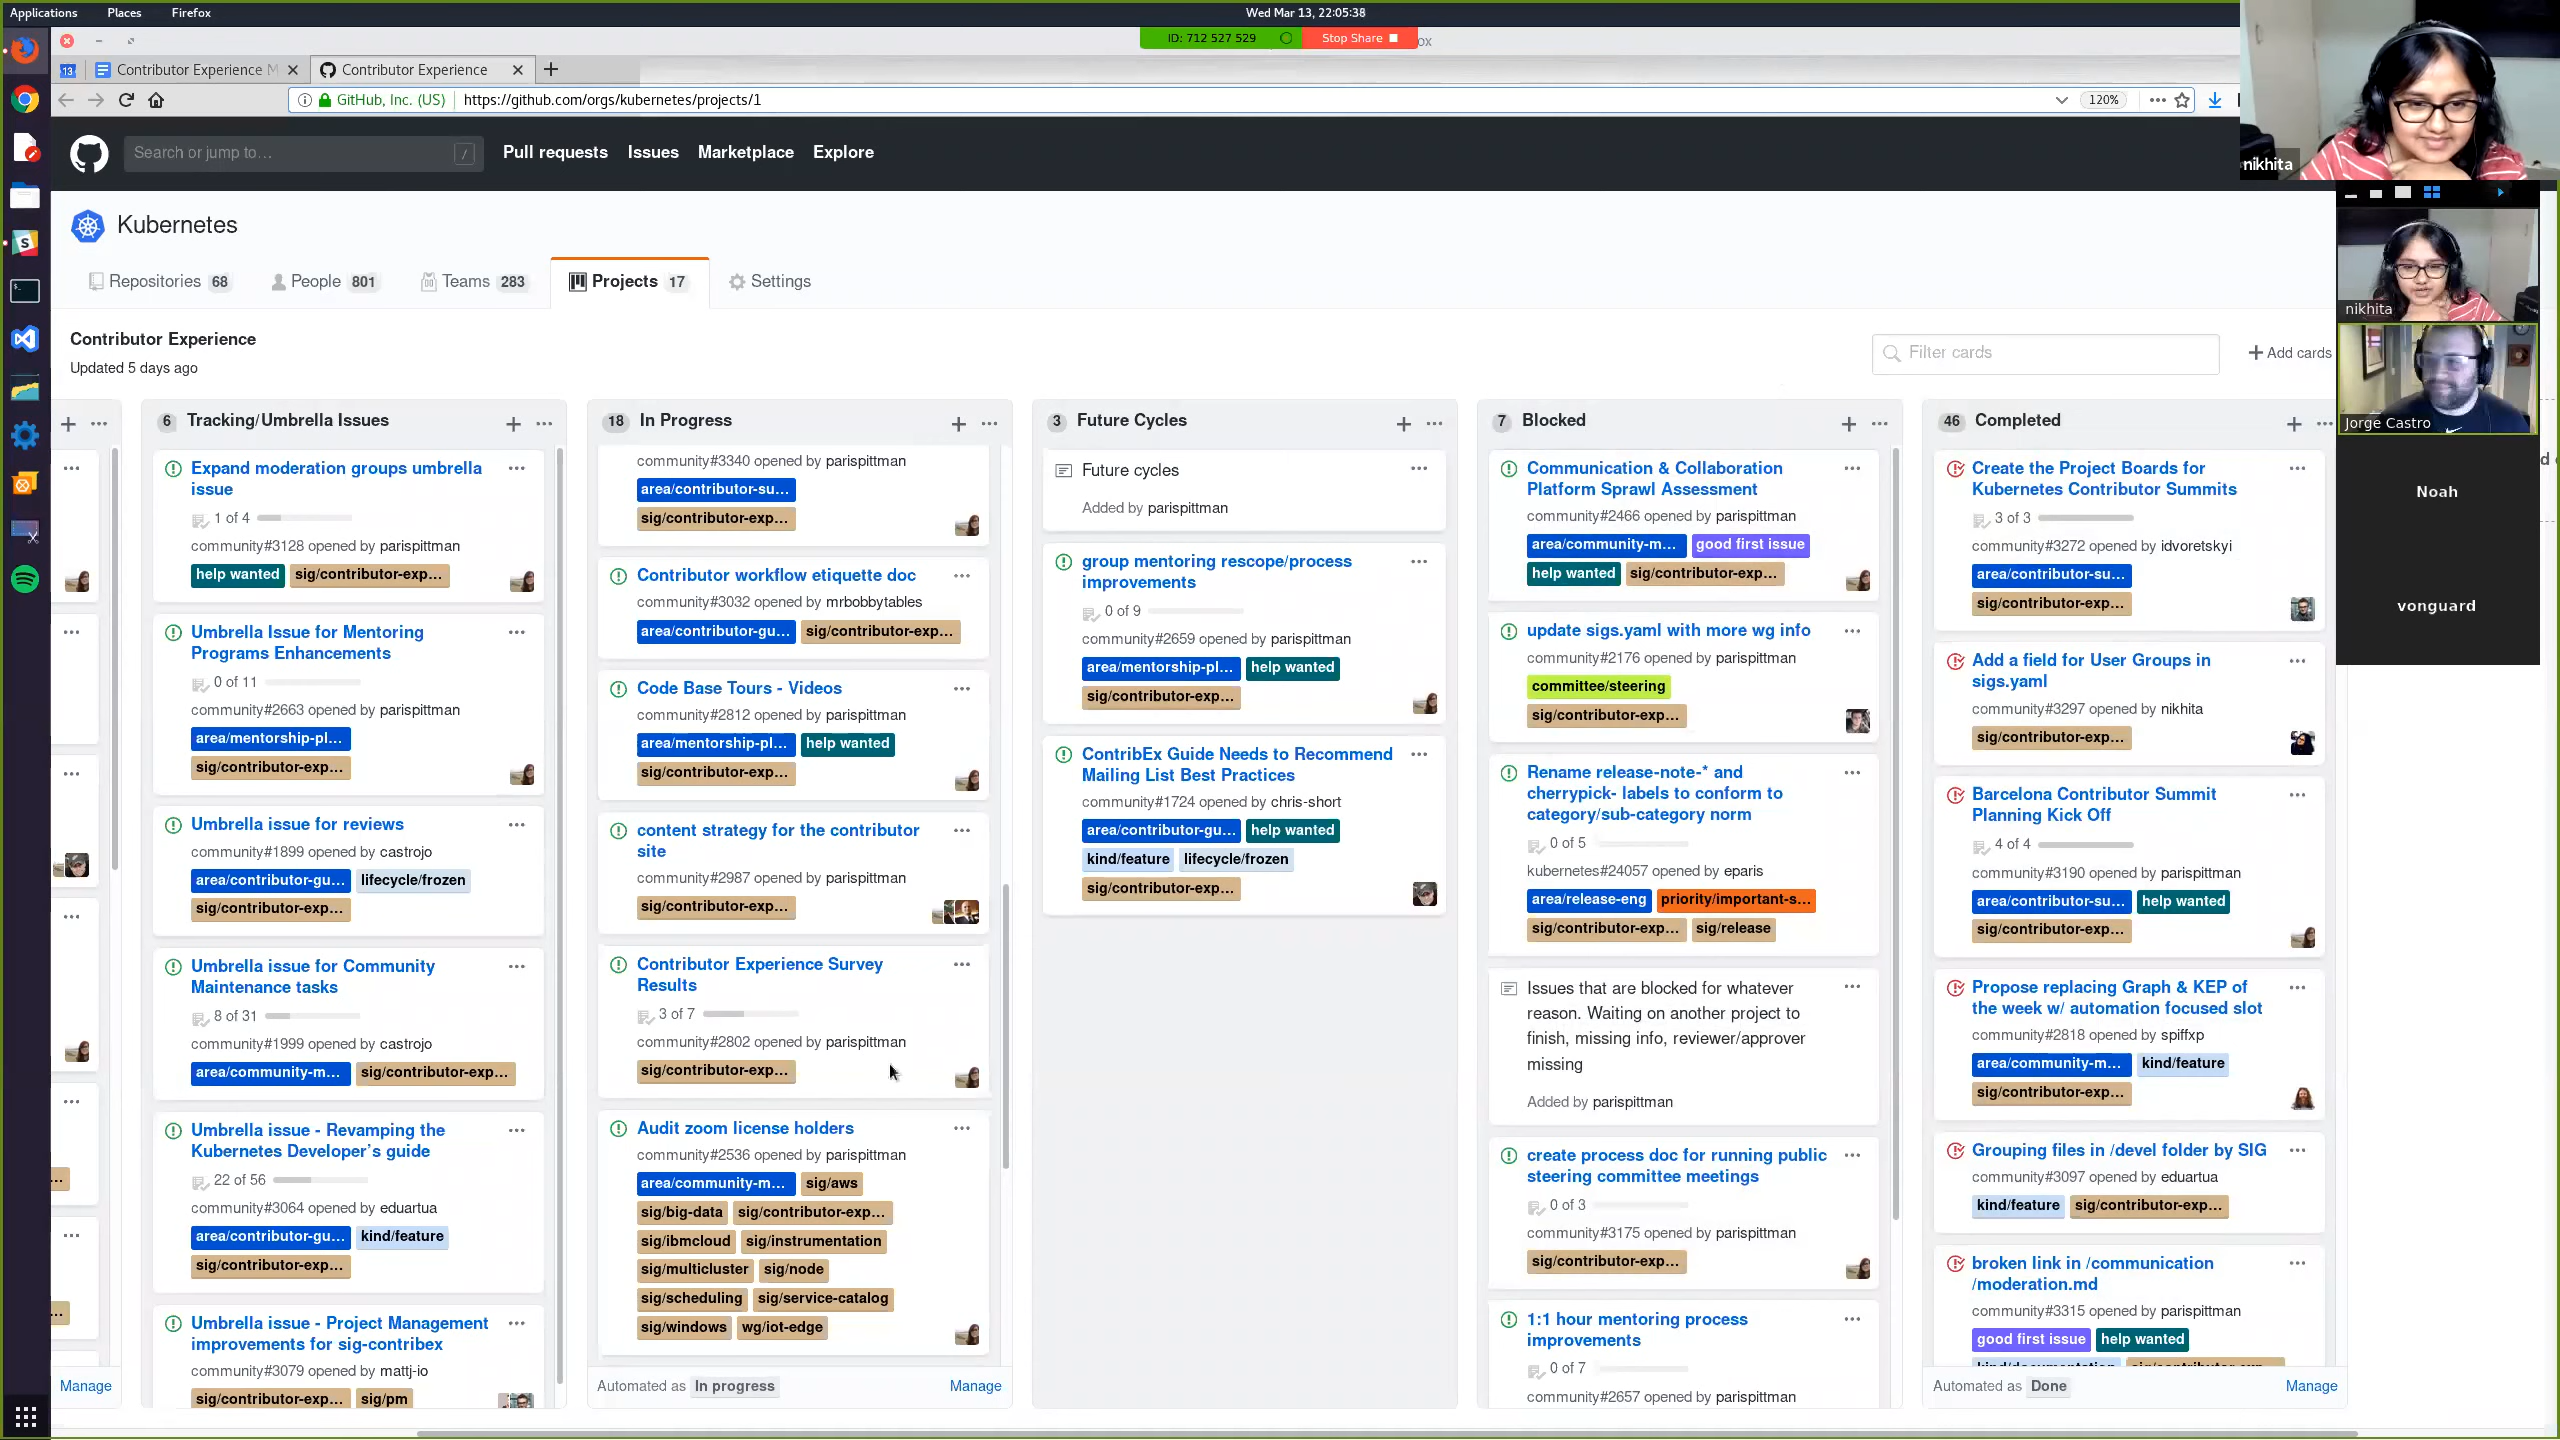 Applications Places Firefox
Wed Mar 13, 22:05:38
ID: 712 527 529 Stop Share
13 Contributor Experience M Contributor Experience
GitHub, Inc. (US) https://github.com/orgs/kubernetes/projects/1 120%
Search or jump to… / Pull requests Issues Marketplace Explore
Kubernetes
Repositories 68 People 801 Teams 283 Projects 17 Settings
Contributor Experience
Updated 5 days ago
Filter cards
Add cards
6 Tracking/Umbrella Issues
Expand moderation groups umbrella
issue
1 of 4
community#3128 opened by parispittman
help wanted sig/contributor-exp...
Umbrella Issue for Mentoring
Programs Enhancements
0 of 11
community#2663 opened by parispittman
area/mentorship-pl...
sig/contributor-exp...
Umbrella issue for reviews
community#1899 opened by castrojo
area/contributor-gu... lifecycle/frozen
sig/contributor-exp...
Umbrella issue for Community
Maintenance tasks
8 of 31
community#1999 opened by castrojo
area/community-m... sig/contributor-exp...
Umbrella issue - Revamping the
Kubernetes Developer's guide
22 of 56
community#3064 opened by eduartua
area/contributor-gu... kind/feature
sig/contributor-exp...
Umbrella issue - Project Management
improvements for sig-contribex
community#3079 opened by mattj-io
sig/contributor-exp... sig/pm
Manage
18 In Progress
community#3340 opened by parispittman
area/contributor-su...
sig/contributor-exp...
Contributor workflow etiquette doc
community#3032 opened by mrbobbytables
area/contributor-gu... sig/contributor-exp...
Code Base Tours - Videos
community#2812 opened by parispittman
area/mentorship-pl... help wanted
sig/contributor-exp...
content strategy for the contributor
site
community#2987 opened by parispittman
sig/contributor-exp...
Contributor Experience Survey
Results
3 of 7
community#2802 opened by parispittman
sig/contributor-exp...
Audit zoom license holders
community#2536 opened by parispittman
area/community-m... sig/aws
sig/big-data sig/contributor-exp...
sig/ibmcloud sig/instrumentation
sig/multicluster sig/node
sig/scheduling sig/service-catalog
sig/windows wg/iot-edge
Automated as In progress Manage
3 Future Cycles
Future cycles
Added by parispittman
group mentoring rescope/process
improvements
0 of 9
community#2659 opened by parispittman
area/mentorship-pl... help wanted
sig/contributor-exp...
ContribEx Guide Needs to Recommend
Mailing List Best Practices
community#1724 opened by chris-short
area/contributor-gu... help wanted
kind/feature lifecycle/frozen
sig/contributor-exp...
7 Blocked
Communication & Collaboration
Platform Sprawl Assessment
community#2466 opened by parispittman
area/community-m... good first issue
help wanted sig/contributor-exp...
update sigs.yaml with more wg info
community#2176 opened by parispittman
committee/steering
sig/contributor-exp...
Rename release-note-* and
cherrypick- labels to conform to
category/sub-category norm
0 of 5
kubernetes#24057 opened by eparis
area/release-eng priority/important-s...
sig/contributor-exp... sig/release
Issues that are blocked for whatever
reason. Waiting on another project to
finish, missing info, reviewer/approver
missing
Added by parispittman
create process doc for running public
steering committee meetings
0 of 3
community#3175 opened by parispittman
sig/contributor-exp...
1:1 hour mentoring process
improvements
0 of 7
community#2657 opened by parispittman
46 Completed
Create the Project Boards for
Kubernetes Contributor Summits
3 of 3
community#3272 opened by idvoretskyi
area/contributor-su...
sig/contributor-exp...
Add a field for User Groups in
sigs.yaml
community#3297 opened by nikhita
sig/contributor-exp...
Barcelona Contributor Summit
Planning Kick Off
4 of 4
community#3190 opened by parispittman
area/contributor-su... help wanted
sig/contributor-exp...
Propose replacing Graph & KEP of
the week w/ automation focused slot
community#2818 opened by spiffxp
area/community-m... kind/feature
sig/contributor-exp...
Grouping files in /devel folder by SIG
community#3097 opened by eduartua
kind/feature sig/contributor-exp...
broken link in /communication
/moderation.md
community#3315 opened by parispittman
good first issue help wanted
Automated as Done Manage
nikhita
nikhita
Jorge Castro
Noah
vonguard